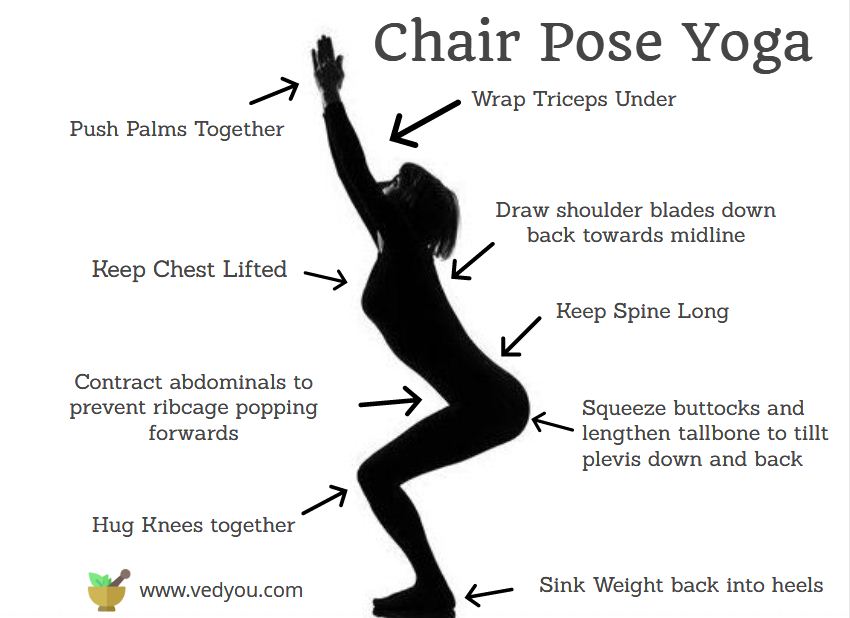 Chair Pose Yoga
Wrap Triceps Under
Push Palms Together
Draw shoulder blades down
back towards midline
Keep Chest Lifted
Keep Spine Long
Contract abdominals to
prevent ribcage popping
forwards
Squeeze buttocks and
lengthen tallbone to tillt
plevis down and back
Hug Knees together
Sink Weight back into heels
www.vedyou.com